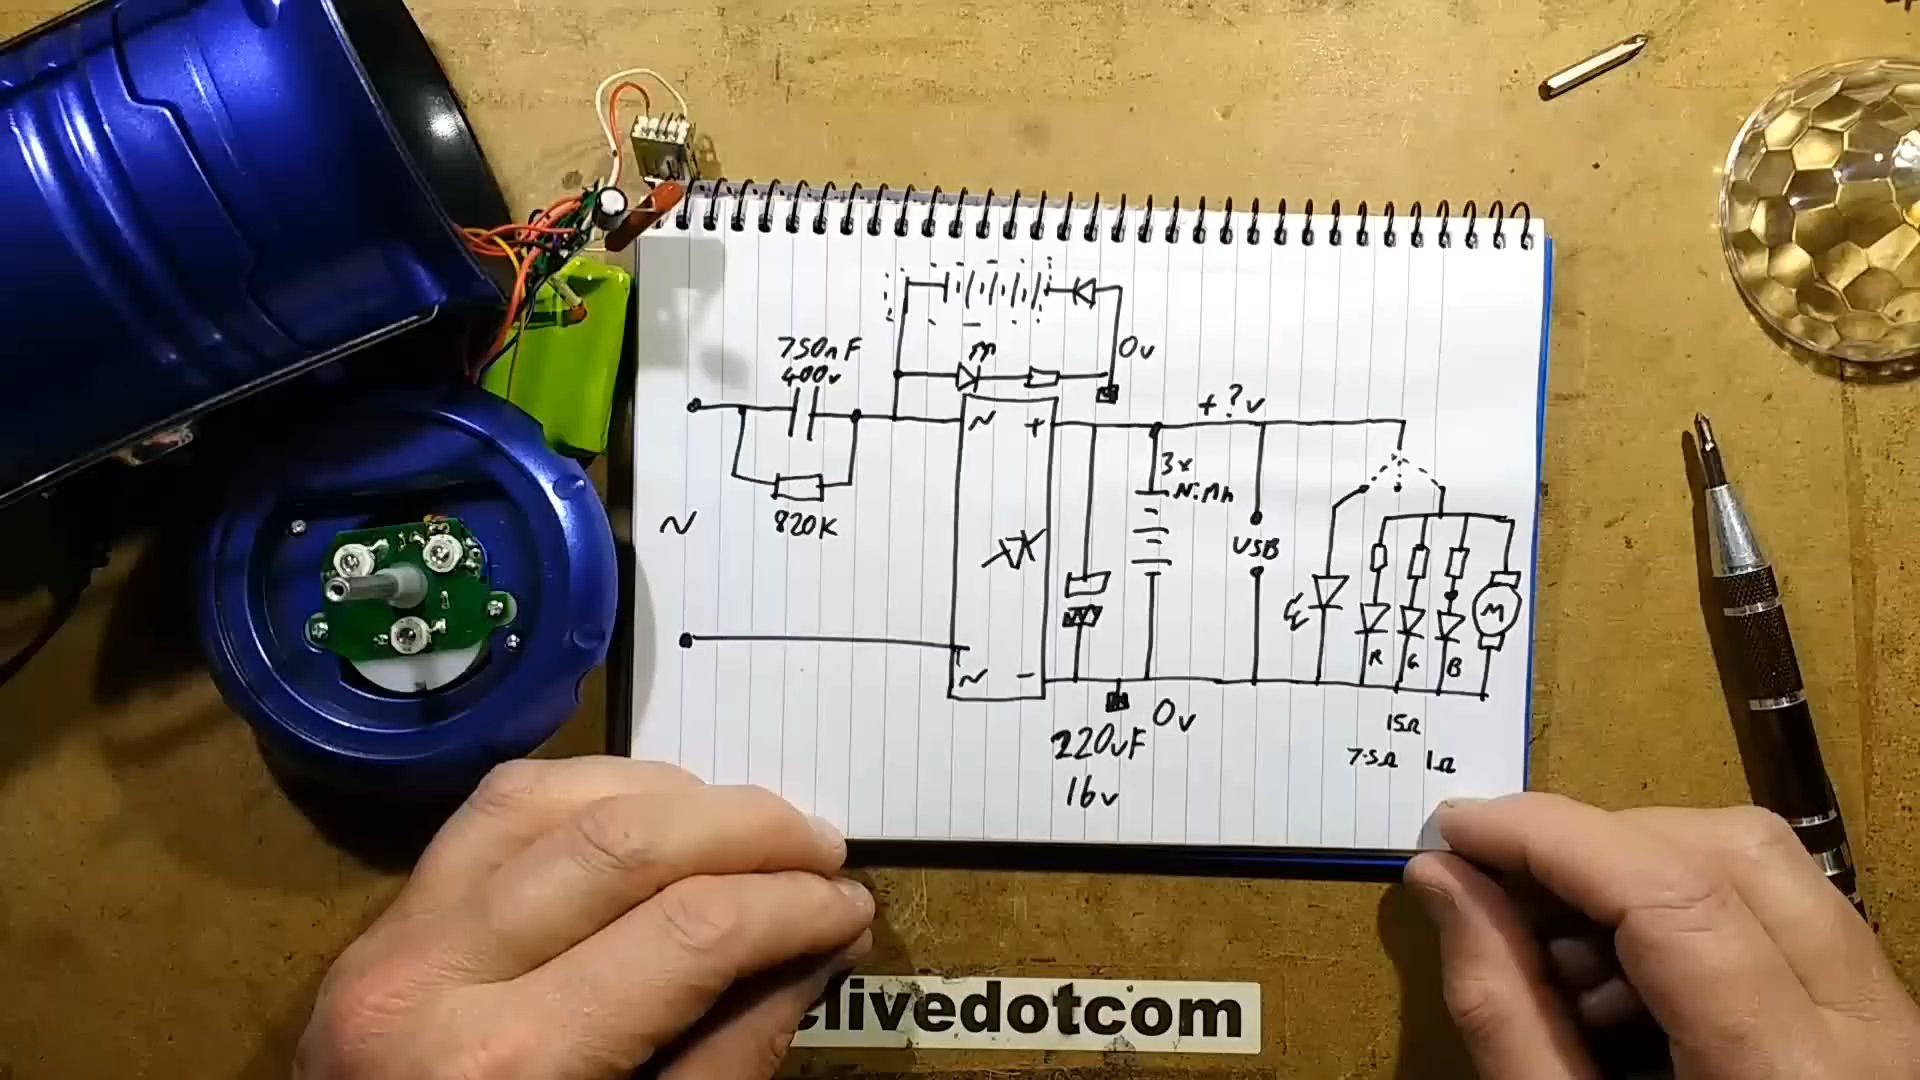 750nF
400v
0v
~
+
+?v
3x
NiMh
820K
~
USB
M
R
G
B
~
-
0v
220uF
16v
15Ω
7.5Ω 1Ω
clivedotcom